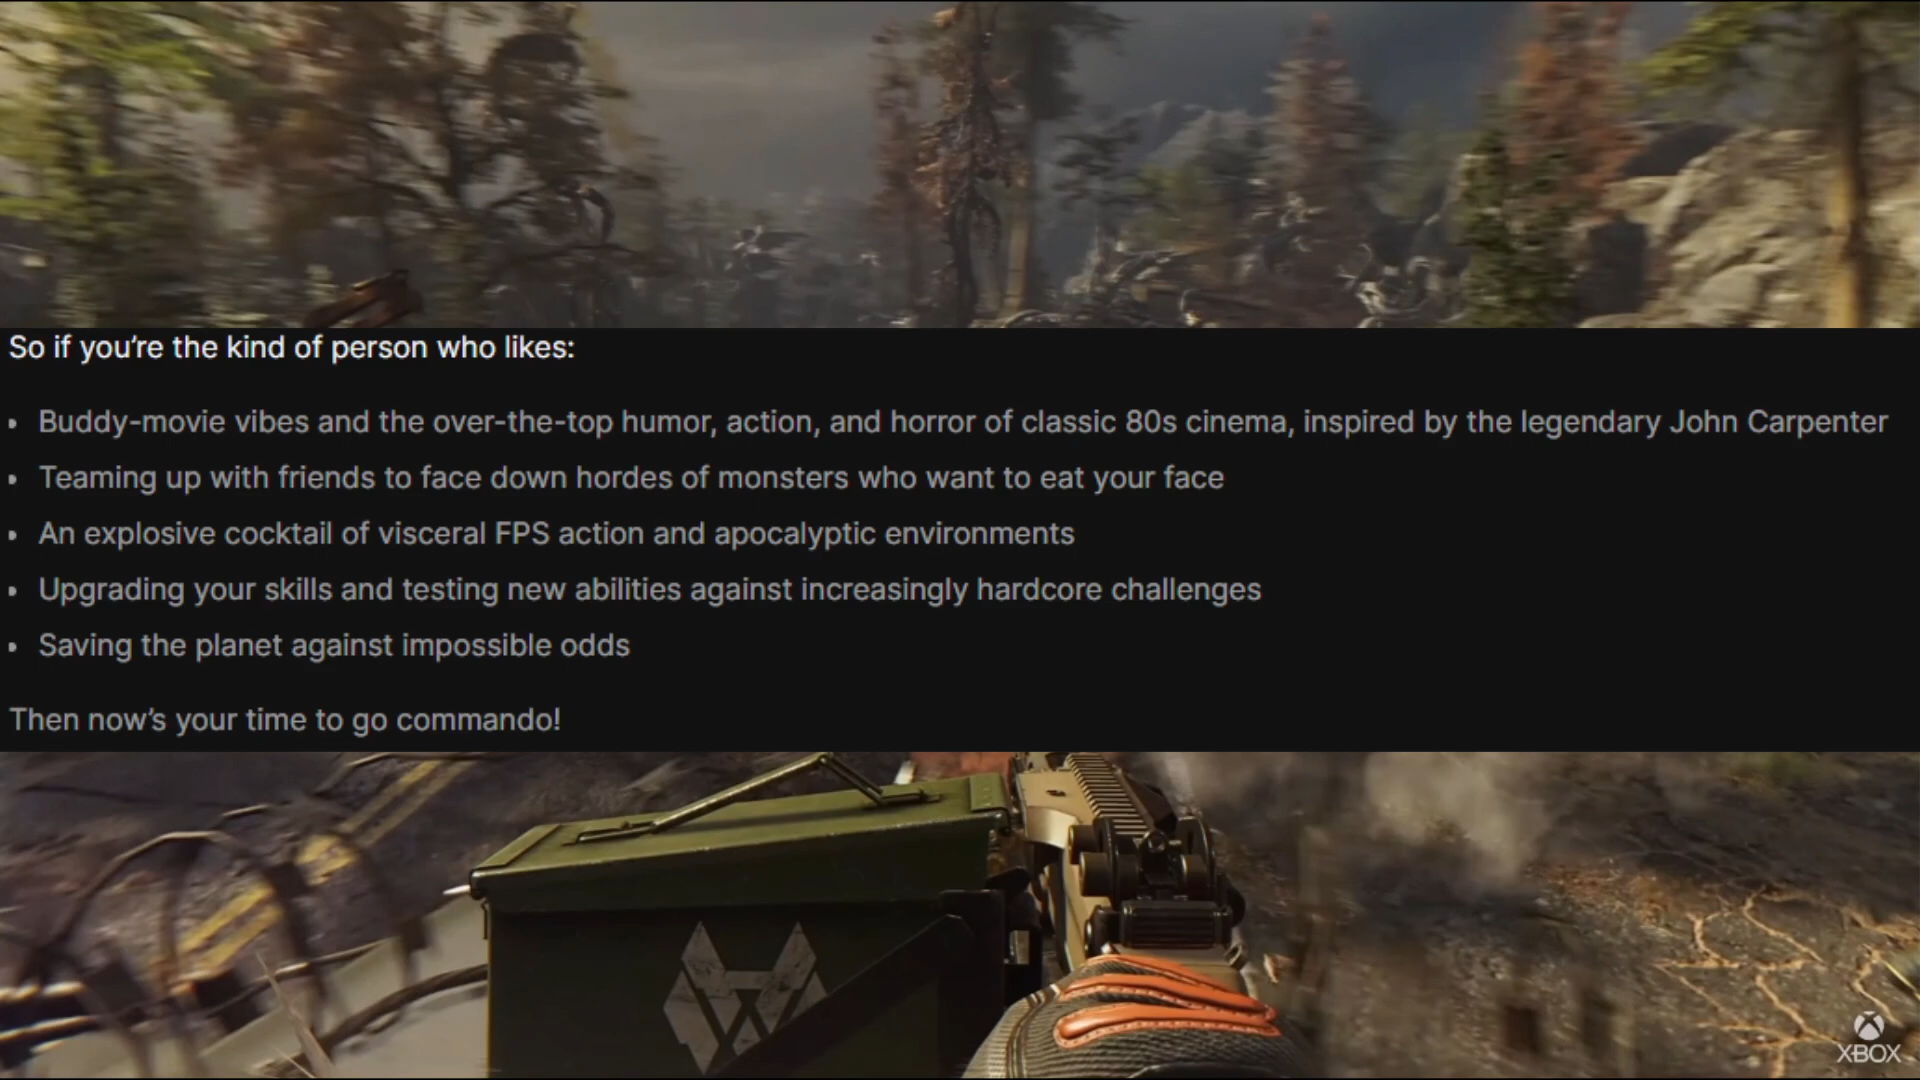 So if you're the kind of person who likes:
• Buddy-movie vibes and the over-the-top humor, action, and horror of classic 80s cinema, inspired by the legendary John Carpenter
• Teaming up with friends to face down hordes of monsters who want to eat your face
• An explosive cocktail of visceral FPS action and apocalyptic environments
• Upgrading your skills and testing new abilities against increasingly hardcore challenges
• Saving the planet against impossible odds
Then now's your time to go commando!
XBOX